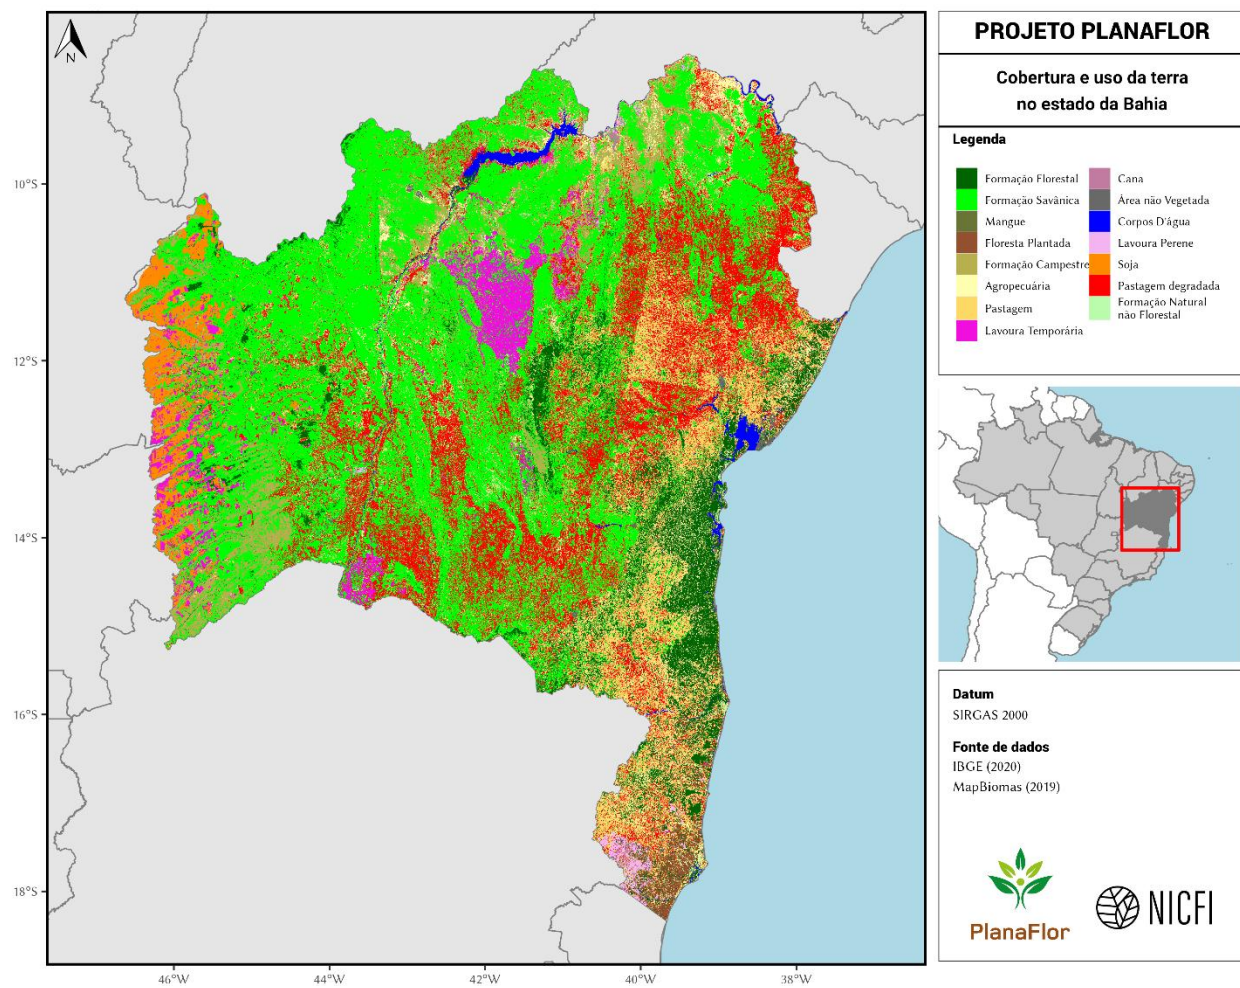 N
10°S
12°S
14°S
16°S
18°S
46°W
44°W
42°W
40°W
38°W
PROJETO PLANAFLOR
Cobertura e uso da terra
no estado da Bahia
Legenda
Formação Florestal
Formação Savânica
Mangue
Floresta Plantada
Formação Campestre
Agropecuária
Pastagem
Lavoura Temporária
Cana
Área não Vegetada
Corpos D'água
Lavoura Perene
Soja
Pastagem degradada
Formação Natural
não Florestal
Datum
SIRGAS 2000
Fonte de dados
IBGE (2020)
MapBiomas (2019)
PlanaFlor
NICFI